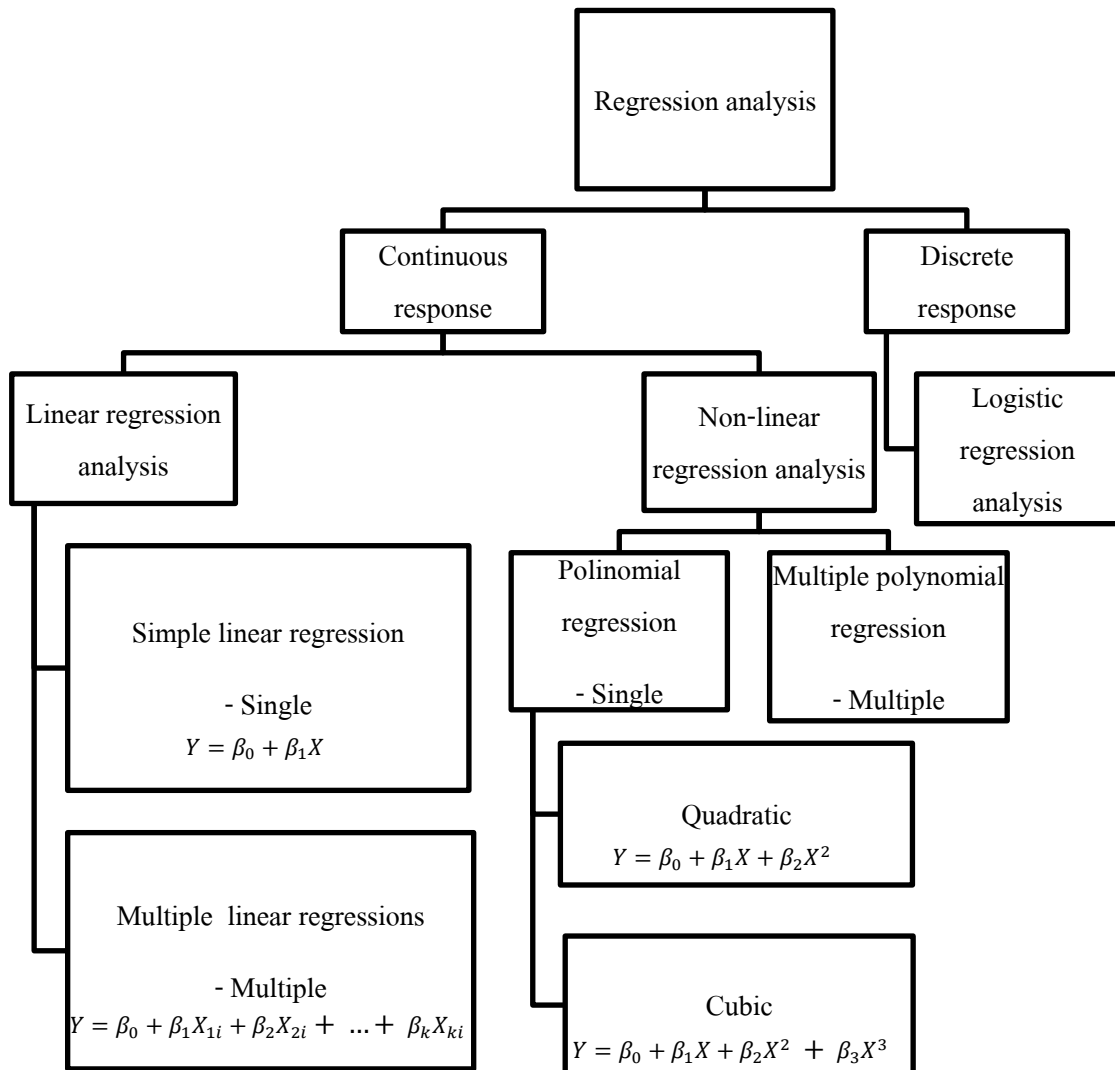 Regression analysis
Continuous
response
Discrete
response
Linear regression
analysis
Non-linear
regression analysis
Logistic
regression
analysis
Simple linear regression
- Single
Y = β₀ + β₁X
Multiple linear regressions
- Multiple
Y = β₀ + β₁X₁ᵢ + β₂X₂ᵢ + … + βₖXₖᵢ
Polinomial
regression
- Single
Multiple polynomial
regression
- Multiple
Quadratic
Y = β₀ + β₁X + β₂X²
Cubic
Y = β₀ + β₁X + β₂X² + β₃X³